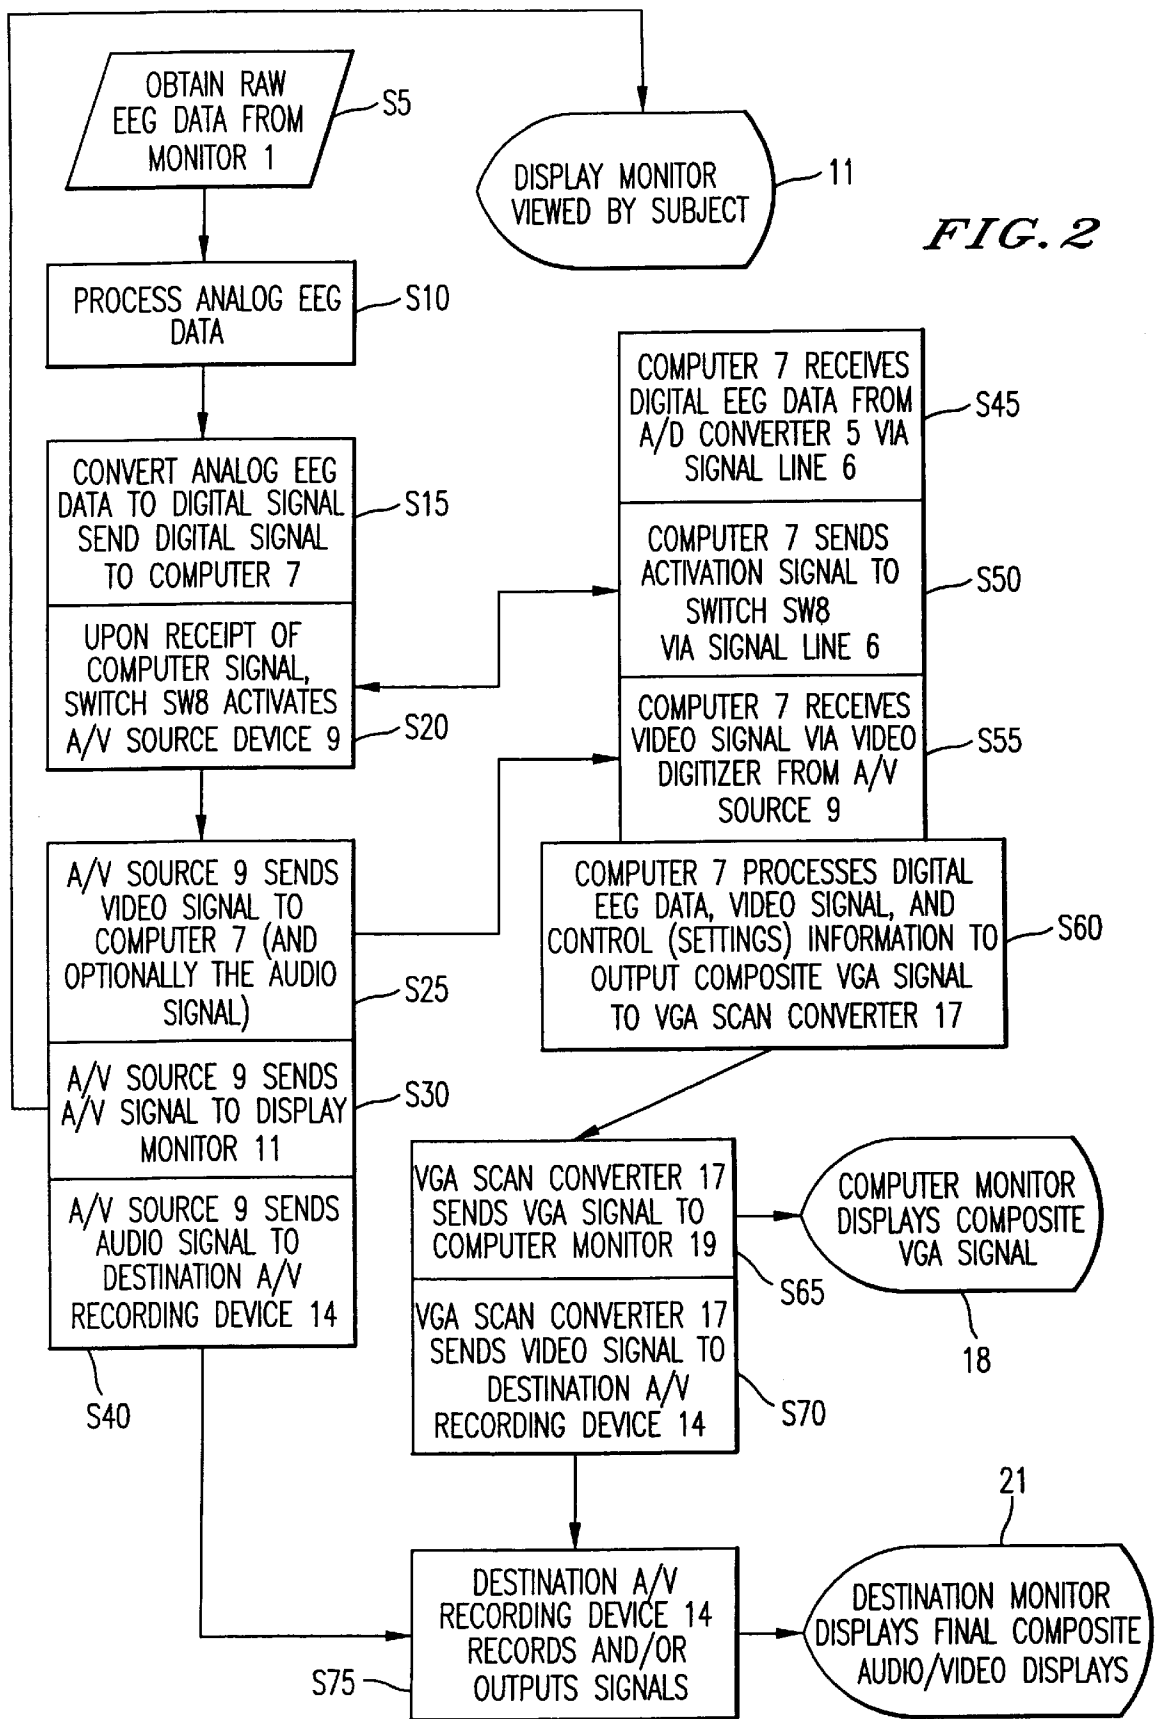 OBTAIN RAW
EEG DATA FROM
MONITOR 1
S5
DISPLAY MONITOR
VIEWED BY SUBJECT
11
FIG. 2
PROCESS ANALOG EEG
DATA
S10
CONVERT ANALOG EEG
DATA TO DIGITAL SIGNAL
SEND DIGITAL SIGNAL
TO COMPUTER 7
S15
UPON RECEIPT OF
COMPUTER SIGNAL,
SWITCH SW8 ACTIVATES
A/V SOURCE DEVICE 9
S20
COMPUTER 7 RECEIVES
DIGITAL EEG DATA FROM
A/D CONVERTER 5 VIA
SIGNAL LINE 6
S45
COMPUTER 7 SENDS
ACTIVATION SIGNAL TO
SWITCH SW8
VIA SIGNAL LINE 6
S50
COMPUTER 7 RECEIVES
VIDEO SIGNAL VIA VIDEO
DIGITIZER FROM A/V
SOURCE 9
S55
A/V SOURCE 9 SENDS
VIDEO SIGNAL TO
COMPUTER 7 (AND
OPTIONALLY THE AUDIO
SIGNAL)
S25
A/V SOURCE 9 SENDS
A/V SIGNAL TO DISPLAY
MONITOR 11
S30
A/V SOURCE 9 SENDS
AUDIO SIGNAL TO
DESTINATION A/V
RECORDING DEVICE 14
S40
COMPUTER 7 PROCESSES DIGITAL
EEG DATA, VIDEO SIGNAL, AND
CONTROL (SETTINGS) INFORMATION TO
OUTPUT COMPOSITE VGA SIGNAL
TO VGA SCAN CONVERTER 17
S60
VGA SCAN CONVERTER 17
SENDS VGA SIGNAL TO
COMPUTER MONITOR 19
S65
COMPUTER MONITOR
DISPLAYS COMPOSITE
VGA SIGNAL
18
VGA SCAN CONVERTER 17
SENDS VIDEO SIGNAL TO
DESTINATION A/V
RECORDING DEVICE 14
S70
DESTINATION A/V
RECORDING DEVICE 14
RECORDS AND/OR
OUTPUTS SIGNALS
S75
21
DESTINATION MONITOR
DISPLAYS FINAL COMPOSITE
AUDIO/VIDEO DISPLAYS